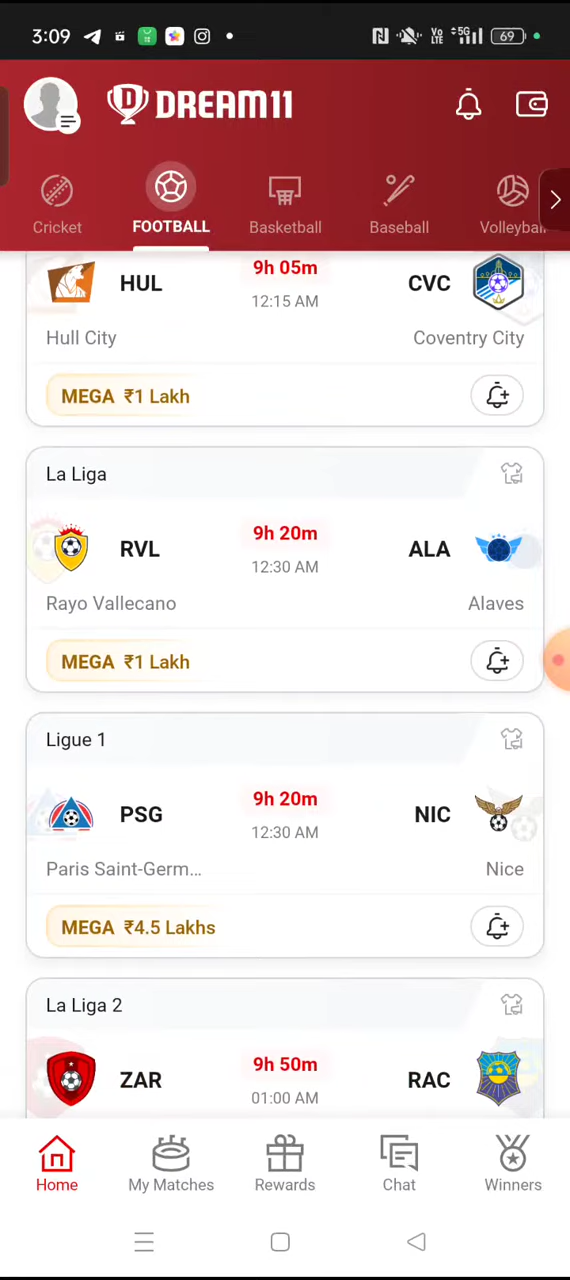 3:09
VO LTE 5G 69
DREAM11
Cricket
FOOTBALL
Basketball
Baseball
Volleyball
HUL
9h 05m
CVC
12:15 AM
Hull City
Coventry City
MEGA ₹1 Lakh
La Liga
RVL
9h 20m
ALA
12:30 AM
Rayo Vallecano
Alaves
MEGA ₹1 Lakh
Ligue 1
PSG
9h 20m
NIC
12:30 AM
Paris Saint-Germ...
Nice
MEGA ₹4.5 Lakhs
La Liga 2
ZAR
9h 50m
RAC
01:00 AM
Home
My Matches
Rewards
Chat
Winners